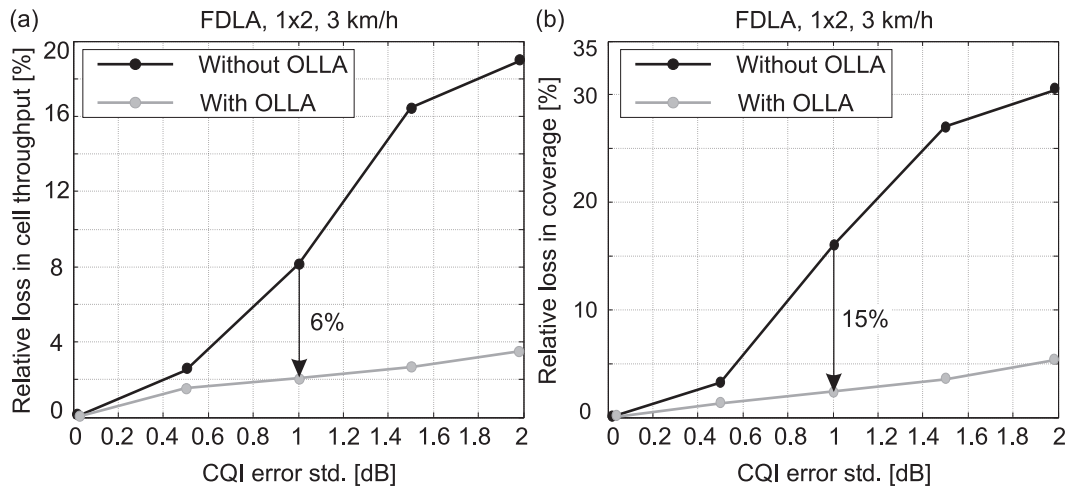 (a)
FDLA, 1x2, 3 km/h
Relative loss in cell throughput [%]
20
16
12
8
4
0
Without OLLA
With OLLA
6%
0 0.2 0.4 0.6 0.8 1 1.2 1.4 1.6 1.8 2
CQI error std. [dB]
(b)
FDLA, 1x2, 3 km/h
Relative loss in coverage [%]
35
30
20
10
5
0
Without OLLA
With OLLA
15%
0 0.2 0.4 0.6 0.8 1 1.2 1.4 1.6 1.8 2
CQI error std. [dB]